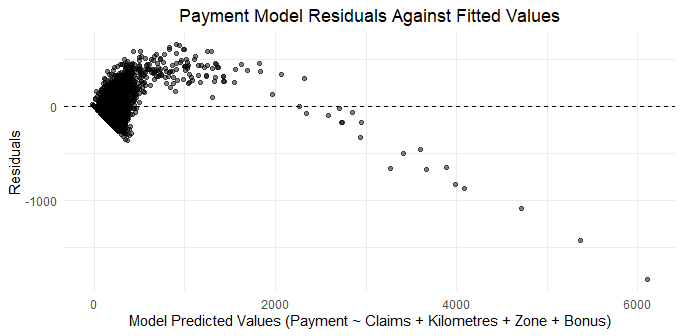 Payment Model Residuals Against Fitted Values
Residuals
0
-1000
0
2000
4000
6000
Model Predicted Values (Payment ~ Claims + Kilometres + Zone + Bonus)